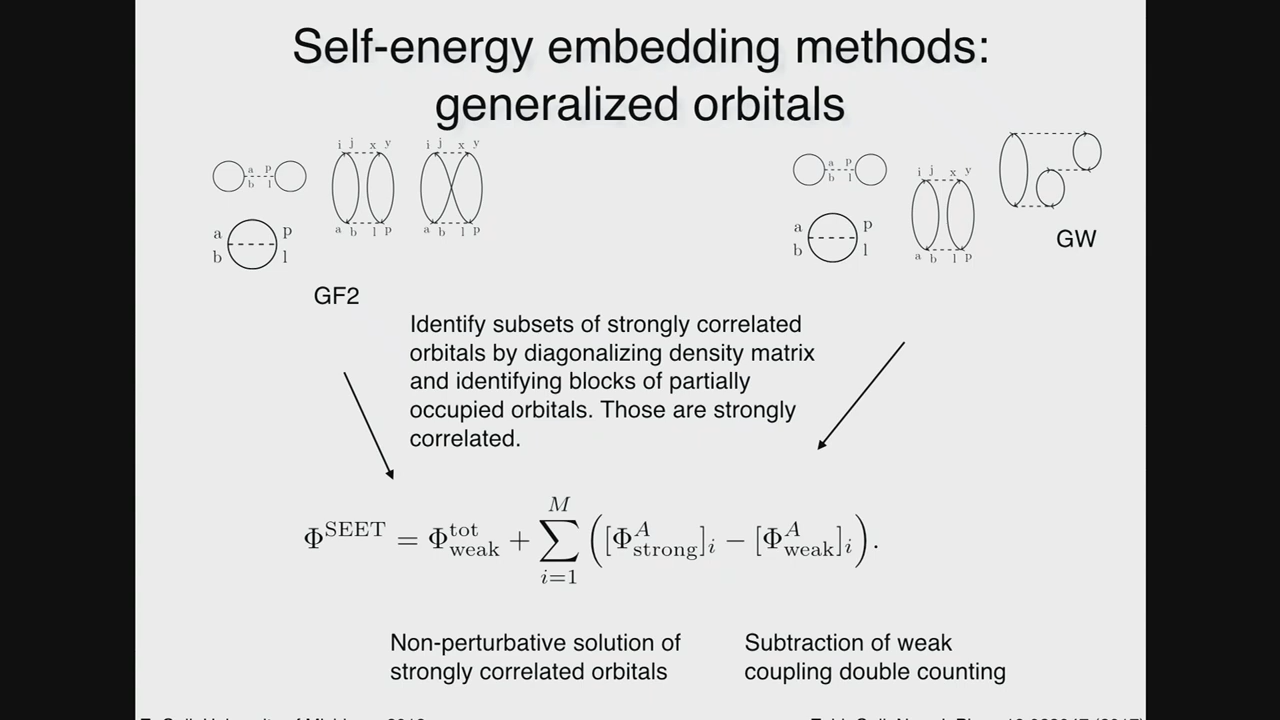 Self-energy embedding methods:
generalized orbitals
i j x y
i j x y
a p
b l
a b l p
a b l p
a p
b l
GF2
a p
b l
i j x y
a b l p
a p
b l
GW
Identify subsets of strongly correlated
orbitals by diagonalizing density matrix
and identifying blocks of partially
occupied orbitals. Those are strongly
correlated.
Φ^SEET = Φ^tot_weak + ∑_{i=1}^{M} ([Φ^A_strong]_i − [Φ^A_weak]_i).
Non-perturbative solution of
strongly correlated orbitals
Subtraction of weak
coupling double counting